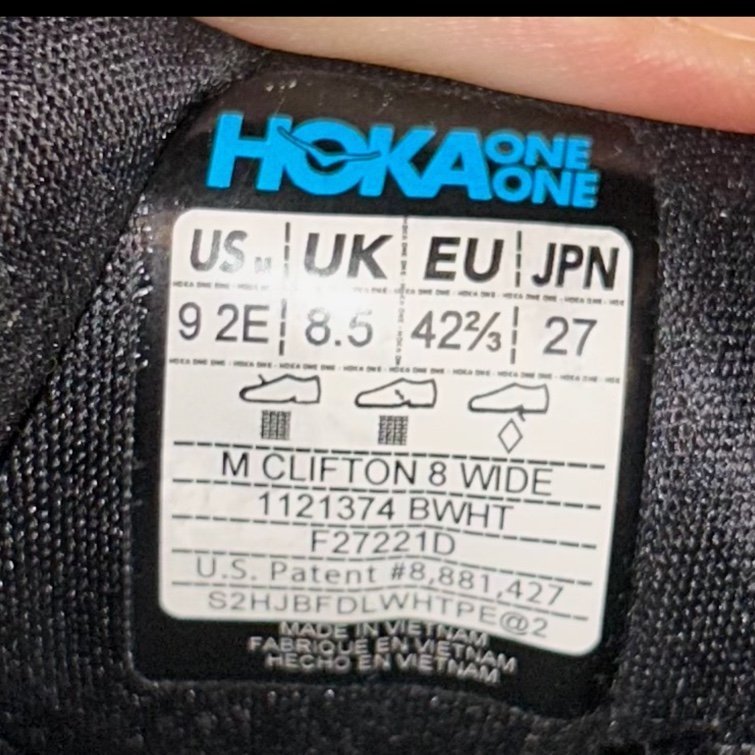 HOKA ONE ONE
US M UK EU JPN
9 2E 8.5 42⅔ 27
M CLIFTON 8 WIDE
1121374 BWHT
F27221D
U.S. Patent #8,881,427
S2HJBFDLWHTPE@2
MADE IN VIETNAM
FABRIQUE EN VIETNAM
HECHO EN VIETNAM